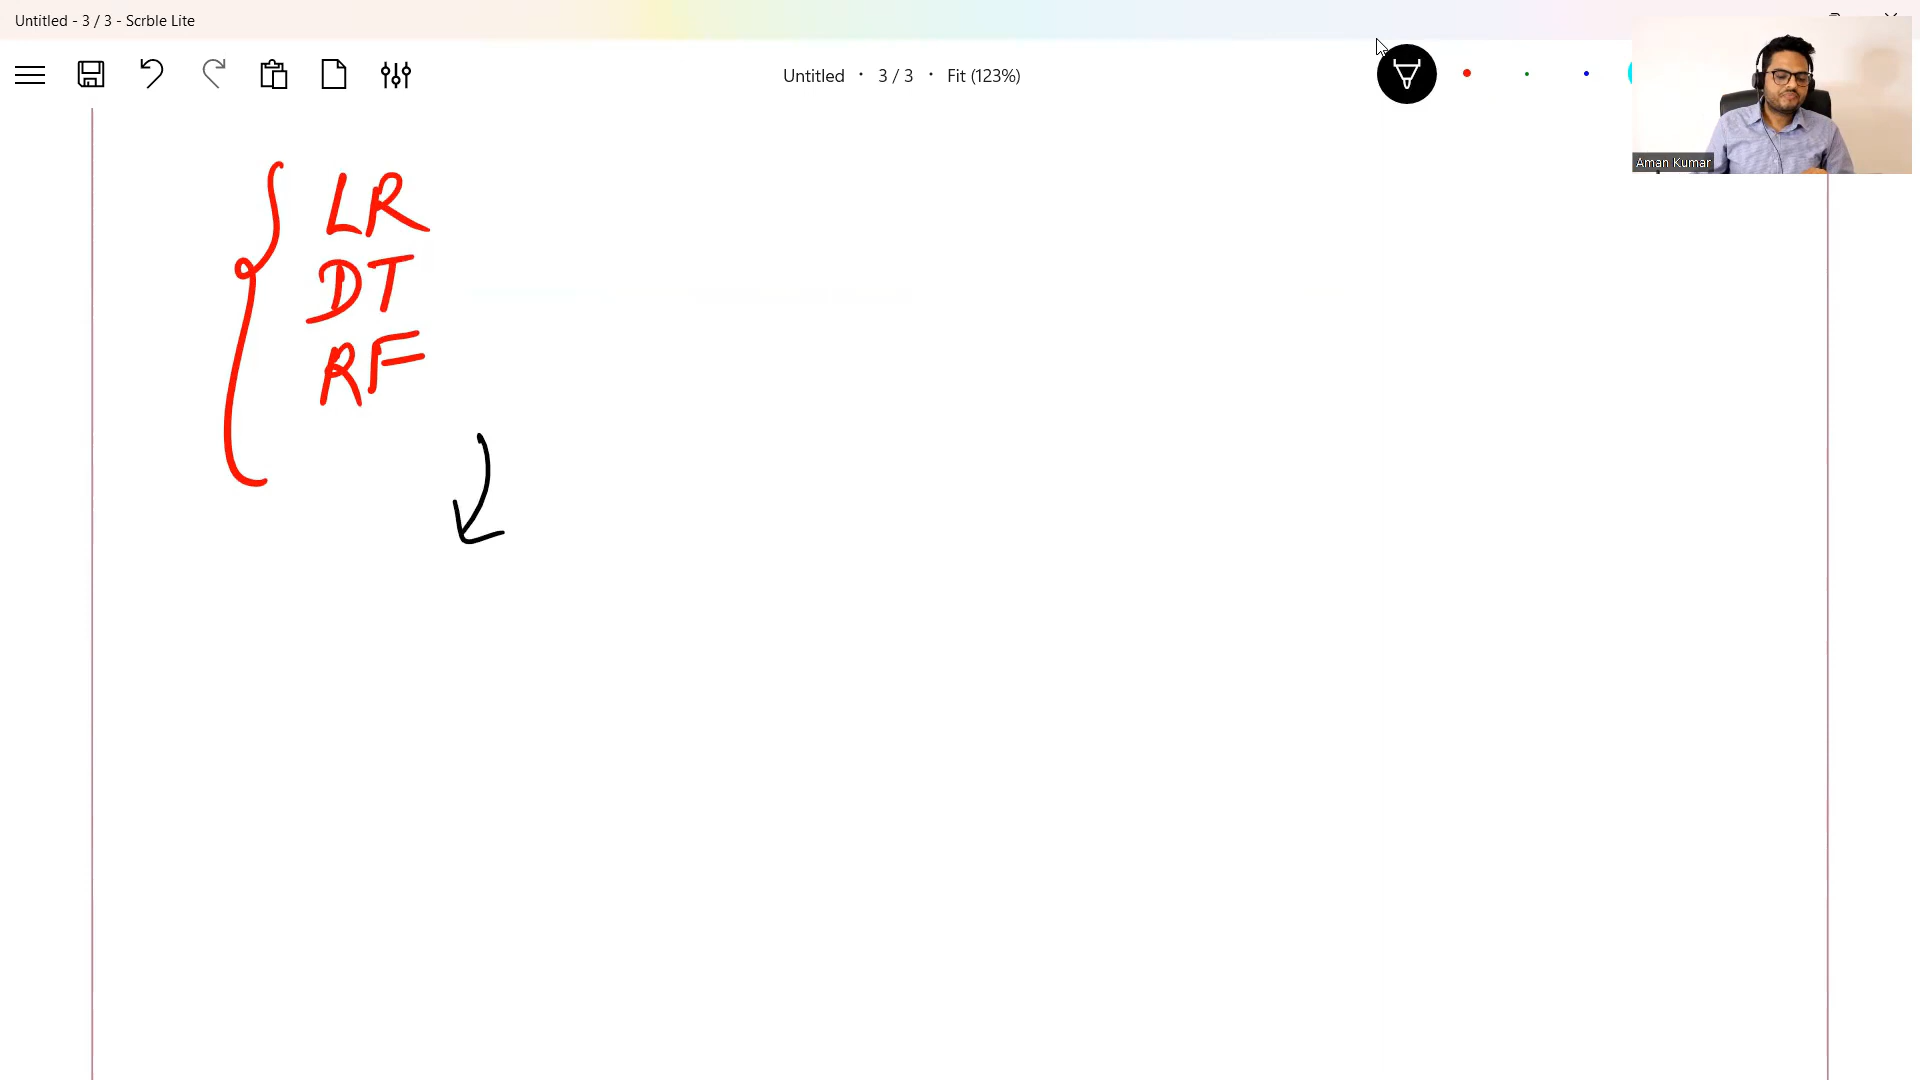 Untitled - 3 / 3 - Scrble Lite
Untitled · 3 / 3 · Fit (123%)
Aman Kumar
LR
DT
RF